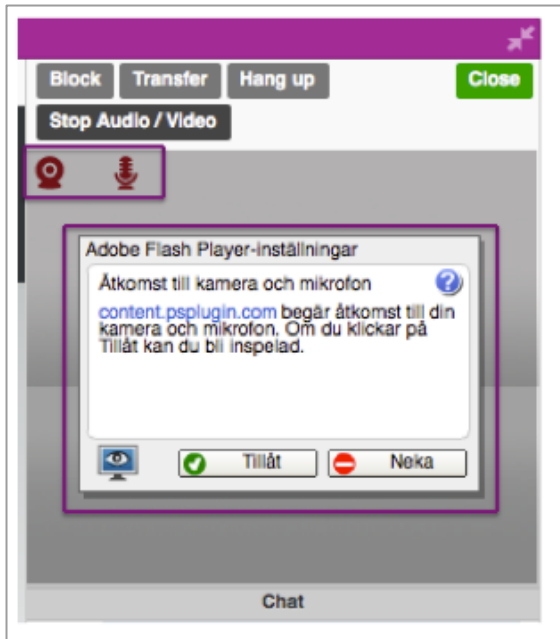 Block Transfer Hang up Close
Stop Audio / Video
Adobe Flash Player-inställningar
Åtkomst till kamera och mikrofon
content.psplugin.com begär åtkomst till din
kamera och mikrofon. Om du klickar på
Tillåt kan du bli inspelad.
Tillåt Neka
Chat